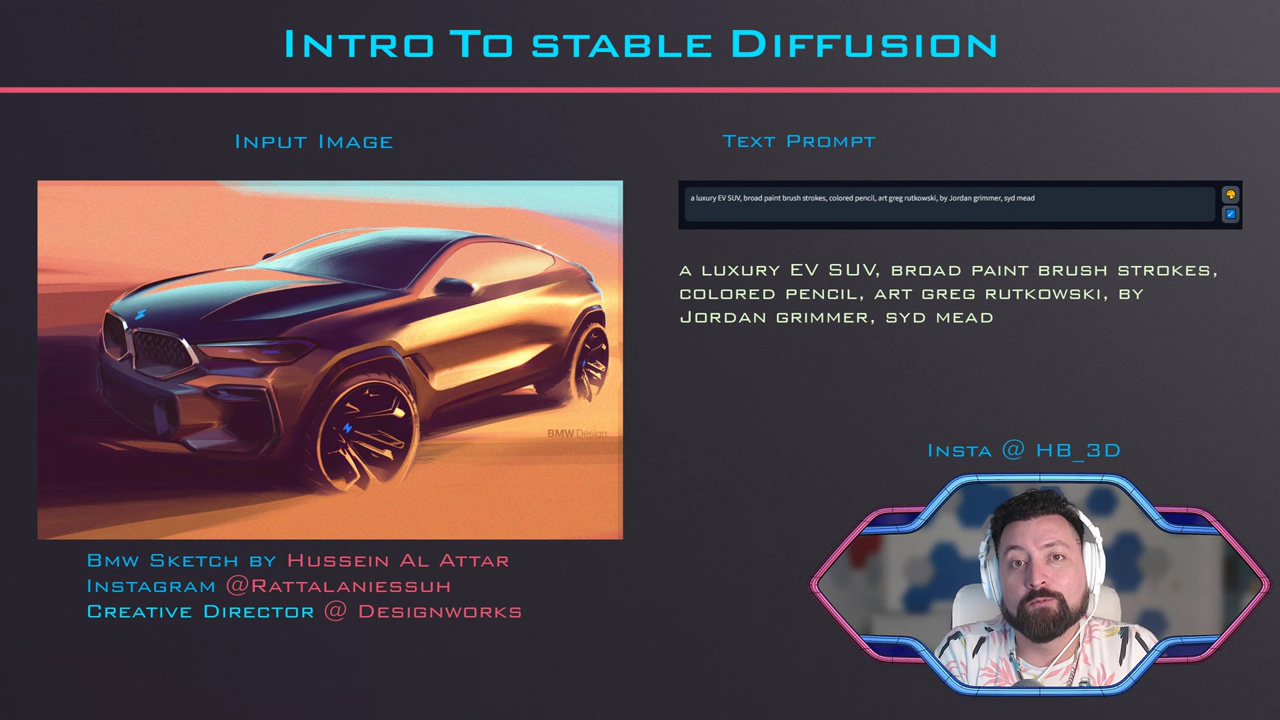 Intro To stable Diffusion
Input Image
Text Prompt
a luxury EV SUV, broad paint brush strokes, colored pencil, art greg rutkowski, by Jordan grimmer, syd mead
a luxury EV SUV, broad paint brush strokes,
colored pencil, art greg rutkowski, by
Jordan grimmer, syd mead
BMW Design
Insta @ HB_3D
Bmw Sketch by Hussein Al Attar
Instagram @Rattalaniessuh
Creative Director @ Designworks